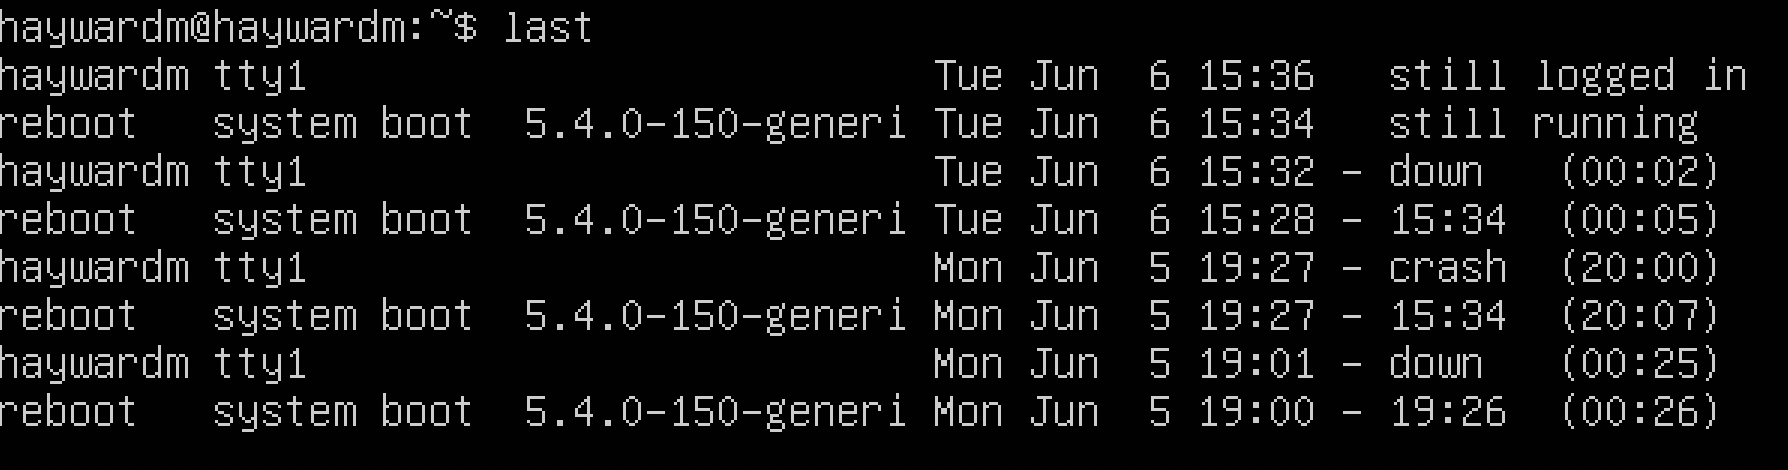 haywardm@haywardm:~$ last
haywardm tty1                          Tue Jun  6 15:36   still logged in
reboot   system boot  5.4.0-150-generi Tue Jun  6 15:34   still running
haywardm tty1                          Tue Jun  6 15:32 - down   (00:02)
reboot   system boot  5.4.0-150-generi Tue Jun  6 15:28 - 15:34  (00:05)
haywardm tty1                          Mon Jun  5 19:27 - crash  (20:00)
reboot   system boot  5.4.0-150-generi Mon Jun  5 19:27 - 15:34  (20:07)
haywardm tty1                          Mon Jun  5 19:01 - down   (00:25)
reboot   system boot  5.4.0-150-generi Mon Jun  5 19:00 - 19:26  (00:26)